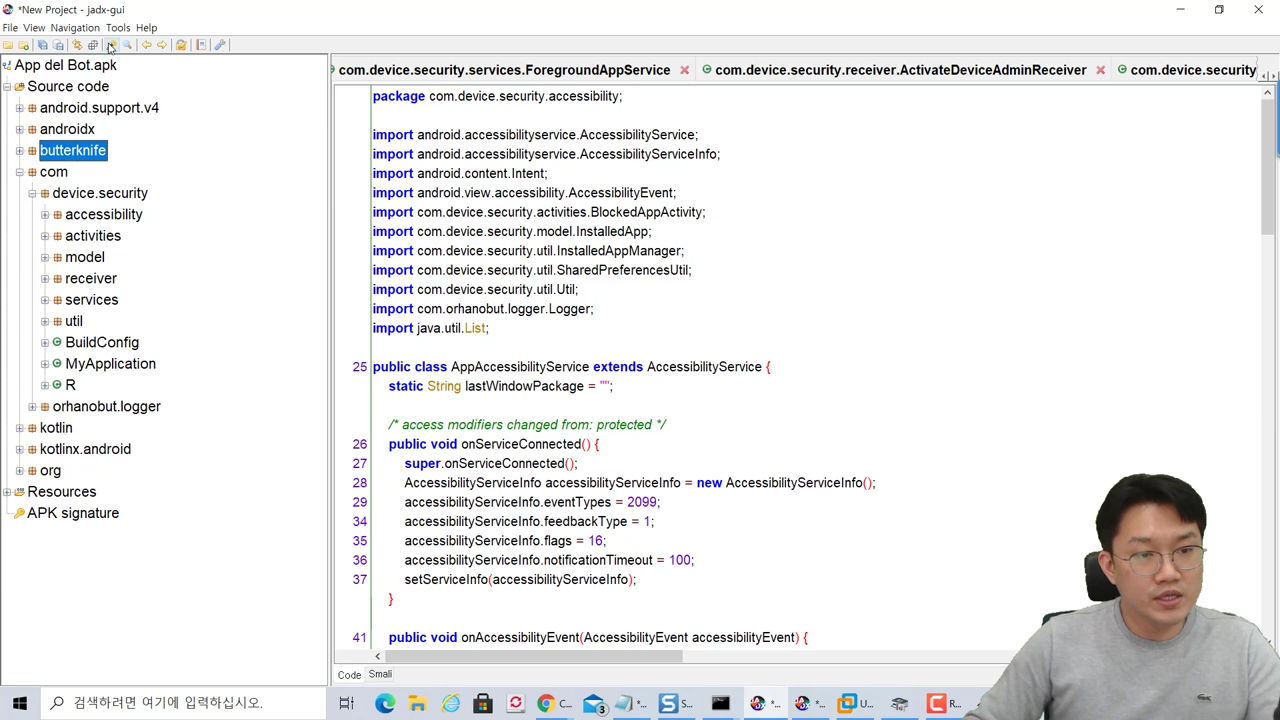 *New Project - jadx-gui
File View Navigation Tools Help
App del Bot.apk
Source code
android.support.v4
androidx
butterknife
com
device.security
accessibility
activities
model
receiver
services
util
BuildConfig
MyApplication
R
orhanobut.logger
kotlin
kotlinx.android
org
Resources
APK signature
com.device.security.services.ForegroundAppService
com.device.security.receiver.ActivateDeviceAdminReceiver
com.device.security
package com.device.security.accessibility;
import android.accessibilityservice.AccessibilityService;
import android.accessibilityservice.AccessibilityServiceInfo;
import android.content.Intent;
import android.view.accessibility.AccessibilityEvent;
import com.device.security.activities.BlockedAppActivity;
import com.device.security.model.InstalledApp;
import com.device.security.util.InstalledAppManager;
import com.device.security.util.SharedPreferencesUtil;
import com.device.security.util.Util;
import com.orhanobut.logger.Logger;
import java.util.List;
25 public class AppAccessibilityService extends AccessibilityService {
static String lastWindowPackage = "";
/* access modifiers changed from: protected */
26 public void onServiceConnected() {
27 super.onServiceConnected();
28 AccessibilityServiceInfo accessibilityServiceInfo = new AccessibilityServiceInfo();
29 accessibilityServiceInfo.eventTypes = 2099;
34 accessibilityServiceInfo.feedbackType = 1;
35 accessibilityServiceInfo.flags = 16;
36 accessibilityServiceInfo.notificationTimeout = 100;
37 setServiceInfo(accessibilityServiceInfo);
}
41 public void onAccessibilityEvent(AccessibilityEvent accessibilityEvent) {
Code Smali
검색하려면 여기에 입력하십시오.
3
C...
*...
S...
*...
*...
U...
R...